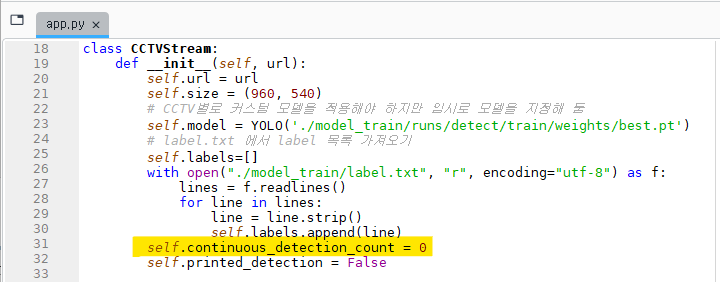 app.py ×
18 class CCTVStream:
19     def __init__(self, url):
20         self.url = url
21         self.size = (960, 540)
22         # CCTV별로 커스텀 모델을 적용해야 하지만 임시로 모델을 지정해 둠
23         self.model = YOLO('./model_train/runs/detect/train/weights/best.pt')
24         # label.txt 에서 label 목록 가져오기
25         self.labels=[]
26         with open("./model_train/label.txt", "r", encoding="utf-8") as f:
27             lines = f.readlines()
28             for line in lines:
29                 line = line.strip()
30                 self.labels.append(line)
31         self.continuous_detection_count = 0
32         self.printed_detection = False
33